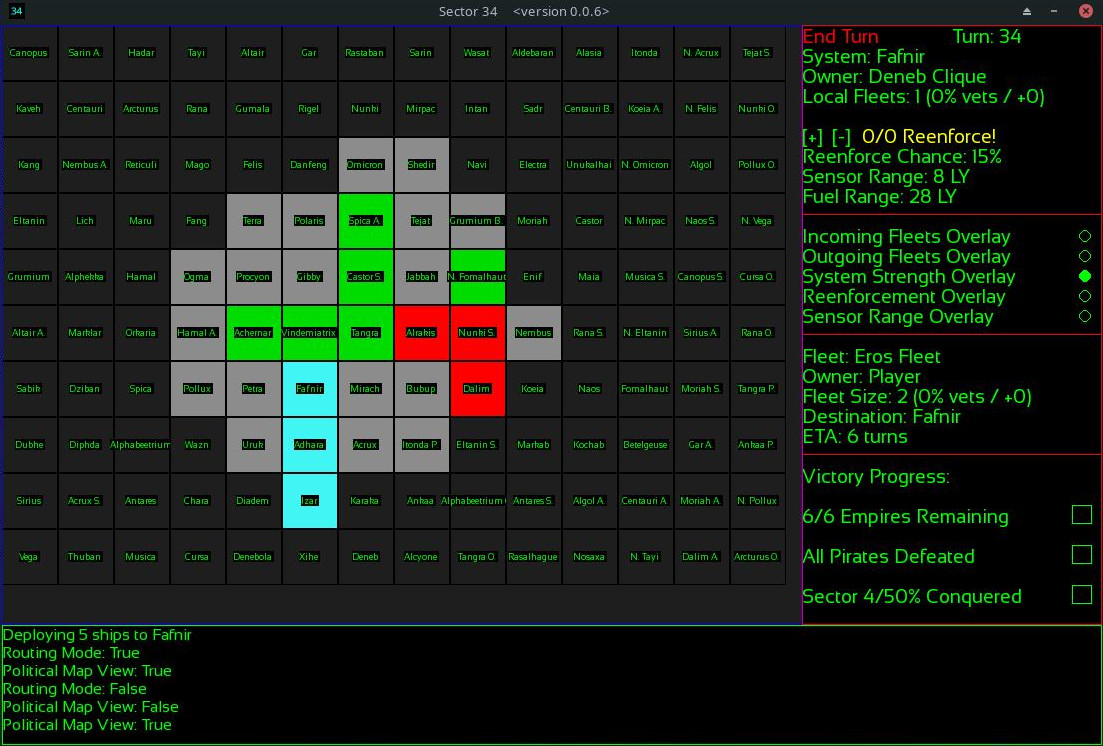 34
Sector 34 <version 0.0.6>
Canopus Sarin A. Hadar Tayi Altair Gar Rastaban Sarin Wasat Aldebaran Alasia Itonda N. Acrux Tejat S.
Kaveh Centauri Arcturus Rana Gumala Rigel Nunki Mirpac Intan Sadr Centauri B. Koeia A. N. Felis Nunki O.
Kang Nembus A. Reticuli Mago Felis Danfeng Omicron Shedir Navi Electra Unukalhai N. Omicron Algol Pollux O.
Eltanin Lich Maru Fang Terra Polaris Spica A. Tejat Grumium B. Moriah Castor N. Mirpac Naos S. N. Vega
Grumium Alphekka Hamal Ogma Procyon Gibby Castor S. Jabbah N. Fomalhaut Enif Maia Musica S. Canopus S. Cursa O.
Altair A. Marklar Orkaria Hamal A. Achernar Vindemiatrix Tangra Alrakis Nunki S. Nembus Rana S. N. Eltanin Sirius A. Rana O.
Sabik Dziban Spica Pollux Petra Fafnir Mirach Bubup Dalim Koeia Naos Fomalhaut Moriah S. Tangra P.
Dubhe Diphda Alphabeetrium Wazn Uruk Adhara Acrux Itonda P. Eltanin S. Markab Kochab Betelgeuse Gar A. Ankaa P.
Sirius Acrux S. Antares Chara Diadem Izar Karaka Ankaa Alphabeetrium Antares S. Algol A. Centauri A. Moriah A. N. Pollux
Vega Thuban Musica Cursa Denebola Xihe Deneb Alcyone Tangra O. Rasalhague Nosaxa N. Tayi Dalim A. Arcturus O.
End Turn Turn: 34
System: Fafnir
Owner: Deneb Clique
Local Fleets: 1 (0% vets / +0)
[+] [-] 0/0 Reenforce!
Reenforce Chance: 15%
Sensor Range: 8 LY
Fuel Range: 28 LY
Incoming Fleets Overlay
Outgoing Fleets Overlay
System Strength Overlay
Reenforcement Overlay
Sensor Range Overlay
Fleet: Eros Fleet
Owner: Player
Fleet Size: 2 (0% vets / +0)
Destination: Fafnir
ETA: 6 turns
Victory Progress:
6/6 Empires Remaining
All Pirates Defeated
Sector 4/50% Conquered
Deploying 5 ships to Fafnir
Routing Mode: True
Political Map View: True
Routing Mode: False
Political Map View: False
Political Map View: True